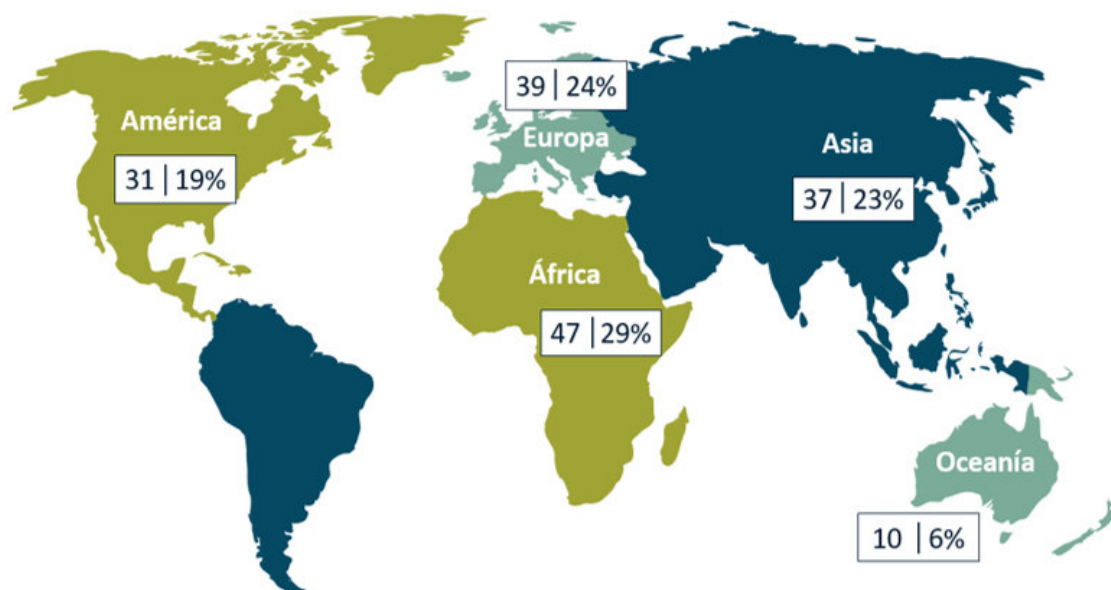 39 | 24%
América
Europa
Asia
31 | 19%
37 | 23%
África
47 | 29%
Oceanía
10 | 6%